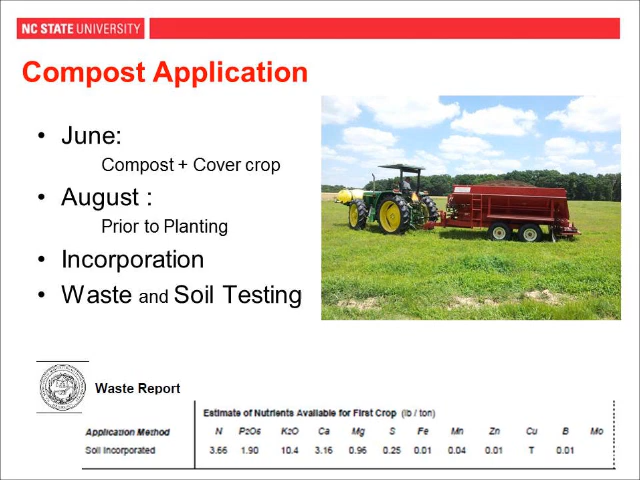 NC STATE UNIVERSITY
Compost Application
• June:
Compost + Cover crop
• August :
Prior to Planting
• Incorporation
• Waste and Soil Testing
Waste Report
Estimate of Nutrients Available for First Crop (lb / ton)
Application Method N P2O5 K2O Ca Mg S Fe Mn Zn Cu B Mo
Soil Incorporated 3.66 1.90 10.4 3.16 0.96 0.25 0.01 0.04 0.01 T 0.01